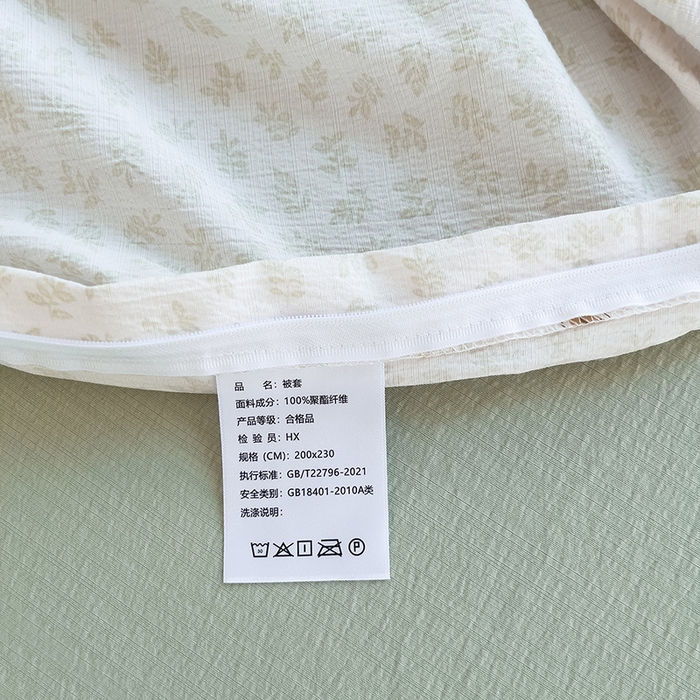 品　　名：被套
面料成分：100%聚酯纤维
产品等级：合格品
检 验 员：HX
规格 (CM)：200x230
执行标准：GB/T22796-2021
安全类别：GB18401-2010A类
洗涤说明：
30
P